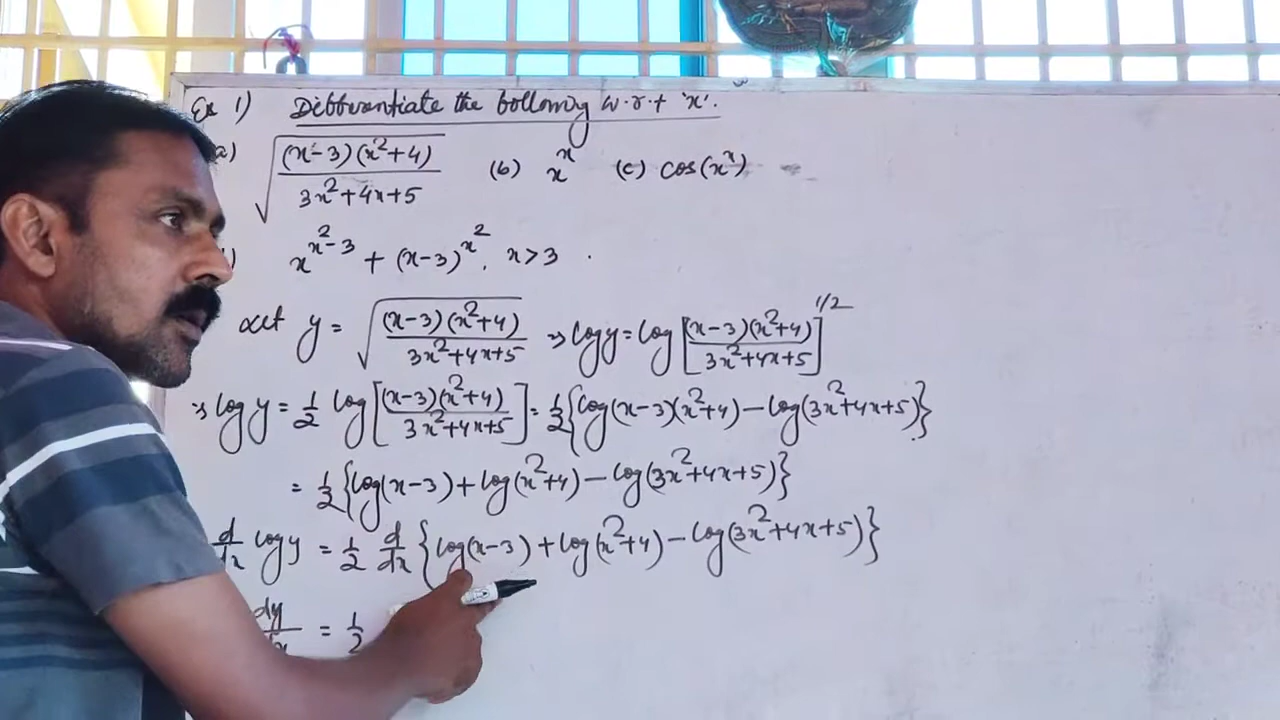 Ex 1) Differentiate the following w.r.t 'x'.
a) √((x-3)(x²+4) / 3x²+4x+5) (b) x^x (c) cos(x^x)
) x^(x²-3) + (x-3)^(x²), x>3 .
Let y = √((x-3)(x²+4) / 3x²+4x+5) ⇒ log y = log [(x-3)(x²+4) / 3x²+4x+5]^1/2
⇒ log y = 1/2 log [(x-3)(x²+4) / 3x²+4x+5] = 1/2 {log(x-3)(x²+4) - log(3x²+4x+5)}
= 1/2 {log(x-3) + log(x²+4) - log(3x²+4x+5)}
d/dx log y = 1/2 d/dx {log(x-3) + log(x²+4) - log(3x²+4x+5)}
dy/dx = 1/2